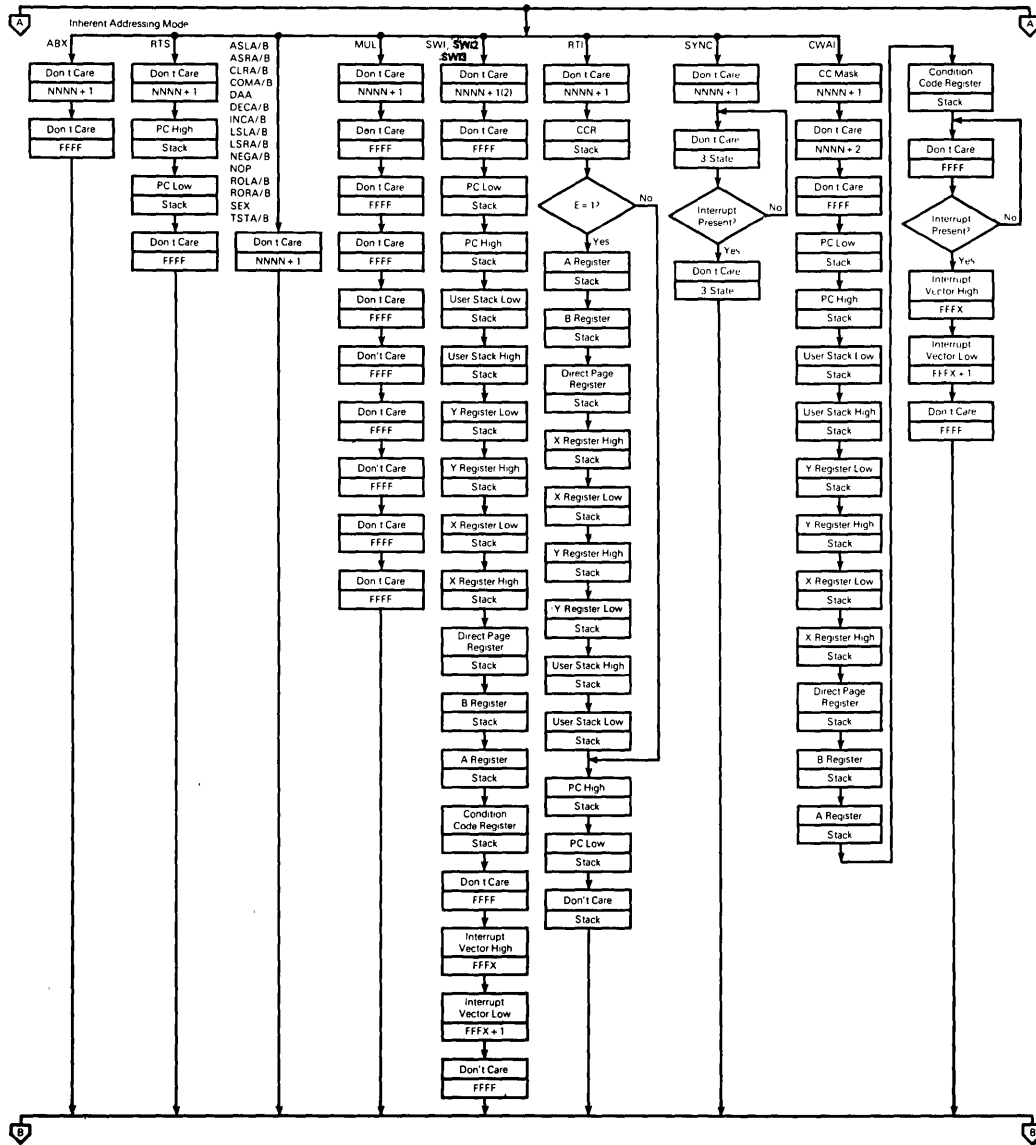 A
A
Inherent Addressing Mode
ABX
Don t Care
NNNN + 1
Don t Care
FFFF
RTS
Don t Care
NNNN + 1
PC High
Stack
PC Low
Stack
Don t Care
FFFF
ASLA/B
ASRA/B
CLRA/B
COMA/B
DAA
DECA/B
INCA/B
LSLA/B
LSRA/B
NEGA/B
NOP
ROLA/B
RORA/B
SEX
TSTA/B
Don t Care
NNNN + 1
MUL
Don t Care
NNNN + 1
Don t Care
FFFF
Don t Care
FFFF
Don t Care
FFFF
Don t Care
FFFF
Don't Care
FFFF
Don t Care
FFFF
Don't Care
FFFF
Don t Care
FFFF
Don t Care
FFFF
SWI, SWI2
SWI3
Don t Care
NNNN + 1(2)
Don t Care
FFFF
PC Low
Stack
PC High
Stack
User Stack Low
Stack
User Stack High
Stack
Y Register Low
Stack
Y Register High
Stack
X Register Low
Stack
X Register High
Stack
Direct Page
Register
Stack
B Register
Stack
A Register
Stack
Condition
Code Register
Stack
Don t Care
FFFF
Interrupt
Vector High
FFFX
Interrupt
Vector Low
FFFX + 1
Don't Care
FFFF
RTI
Don t Care
NNNN + 1
CCR
Stack
E = 1?
No
Yes
A Register
Stack
B Register
Stack
Direct Page
Register
Stack
X Register High
Stack
X Register Low
Stack
Y Register High
Stack
Y Register Low
Stack
User Stack High
Stack
User Stack Low
Stack
PC High
Stack
PC Low
Stack
Don't Care
Stack
SYNC
Don t Care
NNNN + 1
Don t Care
3 State
Interrupt
Present?
No
Yes
Don t Care
3 State
CWAI
CC Mask
NNNN + 1
Don t Care
NNNN + 2
Don t Care
FFFF
PC Low
Stack
PC High
Stack
User Stack Low
Stack
User Stack High
Stack
Y Register Low
Stack
Y Register High
Stack
X Register Low
Stack
X Register High
Stack
Direct Page
Register
Stack
B Register
Stack
A Register
Stack
Condition
Code Register
Stack
Don t Care
FFFF
Interrupt
Present?
No
Yes
Interrupt
Vector High
FFFX
Interrupt
Vector Low
FFFX + 1
Don t Care
FFFF
B
B